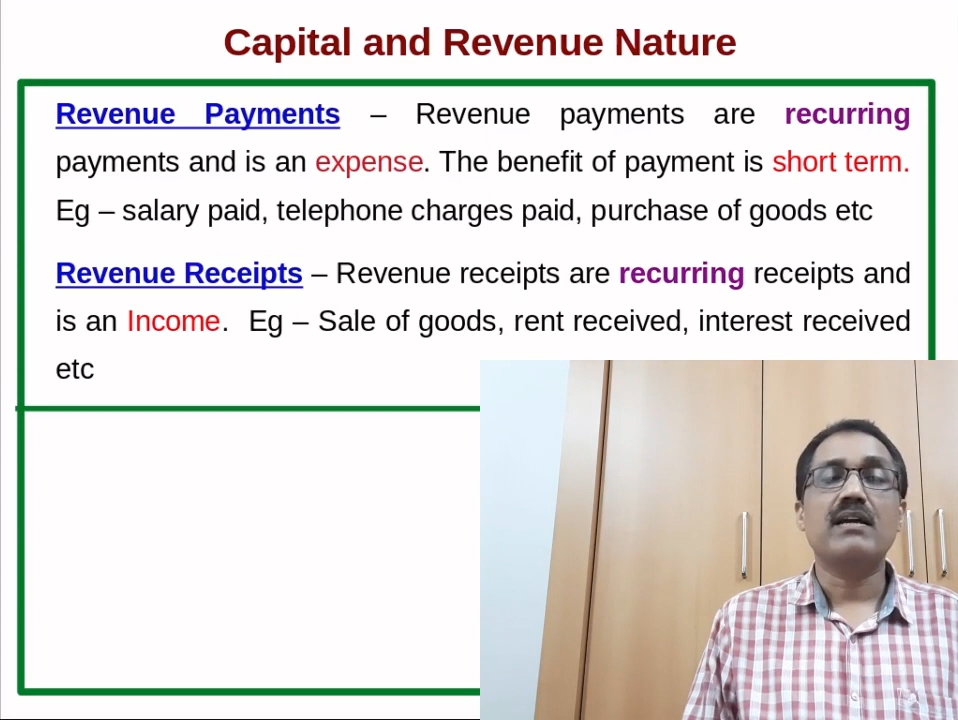 Capital and Revenue Nature
Revenue Payments – Revenue payments are recurring
payments and is an expense. The benefit of payment is short term.
Eg – salary paid, telephone charges paid, purchase of goods etc
Revenue Receipts – Revenue receipts are recurring receipts and
is an Income. Eg – Sale of goods, rent received, interest received
etc